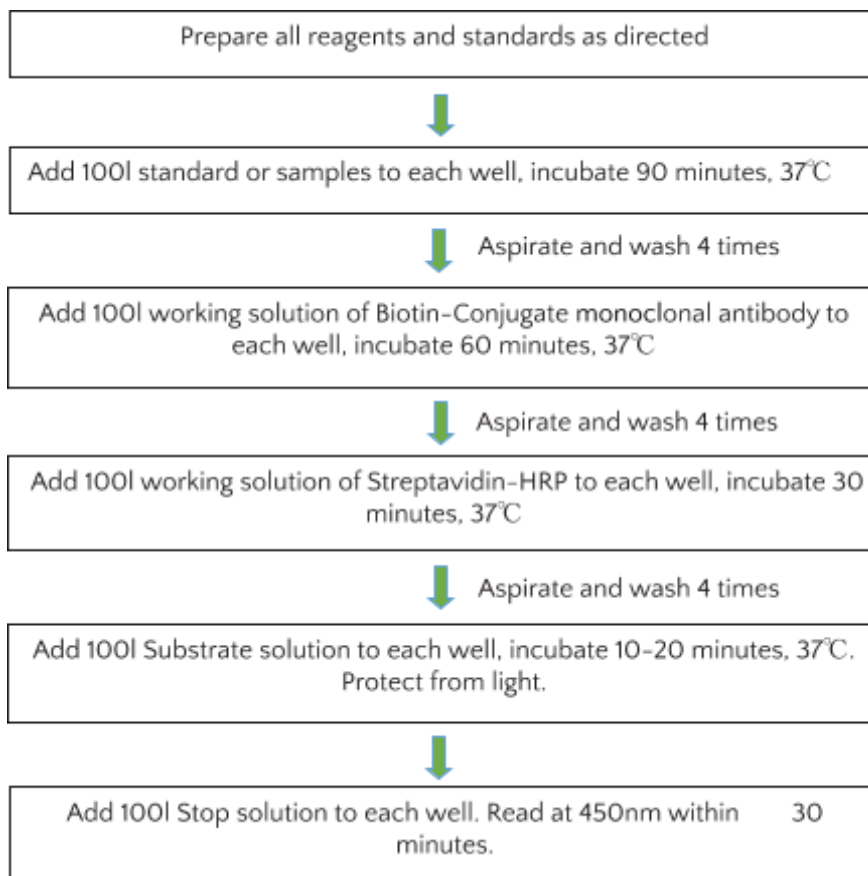 Prepare all reagents and standards as directed
Add 100l standard or samples to each well, incubate 90 minutes, 37℃
Aspirate and wash 4 times
Add 100l working solution of Biotin-Conjugate monoclonal antibody to
each well, incubate 60 minutes, 37℃
Aspirate and wash 4 times
Add 100l working solution of Streptavidin-HRP to each well, incubate 30
minutes, 37℃
Aspirate and wash 4 times
Add 100l Substrate solution to each well, incubate 10-20 minutes, 37℃.
Protect from light.
Add 100l Stop solution to each well. Read at 450nm within 30
minutes.